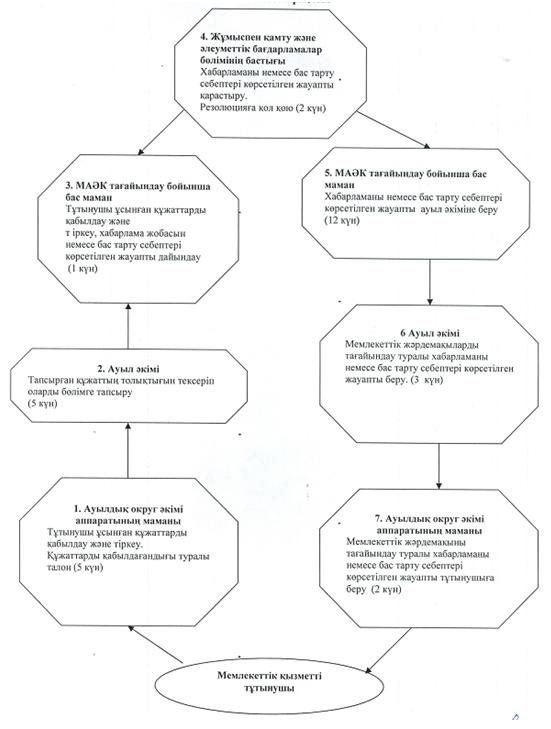 4. Жұмыспен қамту және
әлеуметтік бағдарламалар
бөлімінің бастығы
Хабарламаны немесе бас тарту
себептері көрсетілген жауапты
қарастыру.
Резолюцияға қол қою (2 күн)
3. МАӘК тағайындау бойынша
бас маман
Тұтынушы ұсынған құжаттарды
қабылдау және
т іркеу, хабарлама жобасын
немесе бас тарту себептері
көрсетілген жауапты дайындау
(1 күн)
5. МАӘК тағайындау бойынша бас
маман
Хабарламаны немесе бас тарту себептері
көрсетілген жауапты ауыл әкіміне беру
(12 күн)
2. Ауыл әкімі
Тапсырған құжаттың толықтығын тексеріп
оларды бөлімге тапсыру
(5 күн)
6 Ауыл әкімі
Мемлекеттік жәрдемақыларды
тағайындау туралы хабарламаны
немесе бас тарту себептері көрсетілген
жауапты беру. (3 күн)
1. Ауылдық округ әкімі
аппаратының маманы
Тұтынушы ұсынған құжаттарды
қабылдау және тіркеу.
Құжаттарды қабылдағандығы туралы
талон (5 күн)
7. Ауылдық округ әкімі
аппаратының маманы
Мемлекеттік жәрдемақыны
тағайындау туралы хабарламаны
немесе бас тарту себептері
көрсетілген жауапты тұтынушыға
беру (2 күн)
Мемлекеттік қызметті
тұтынушы